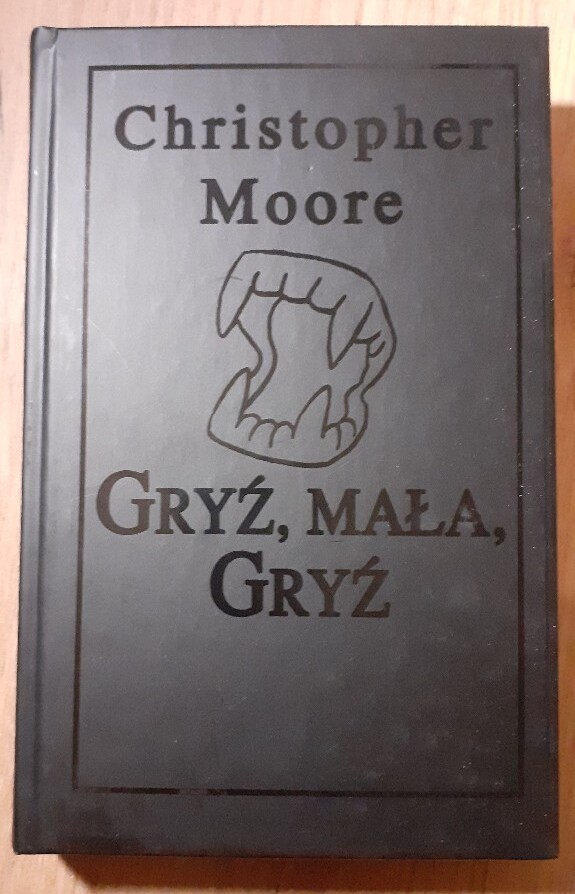 Christopher
Moore
GRYŹ, MAŁA,
GRYŹ